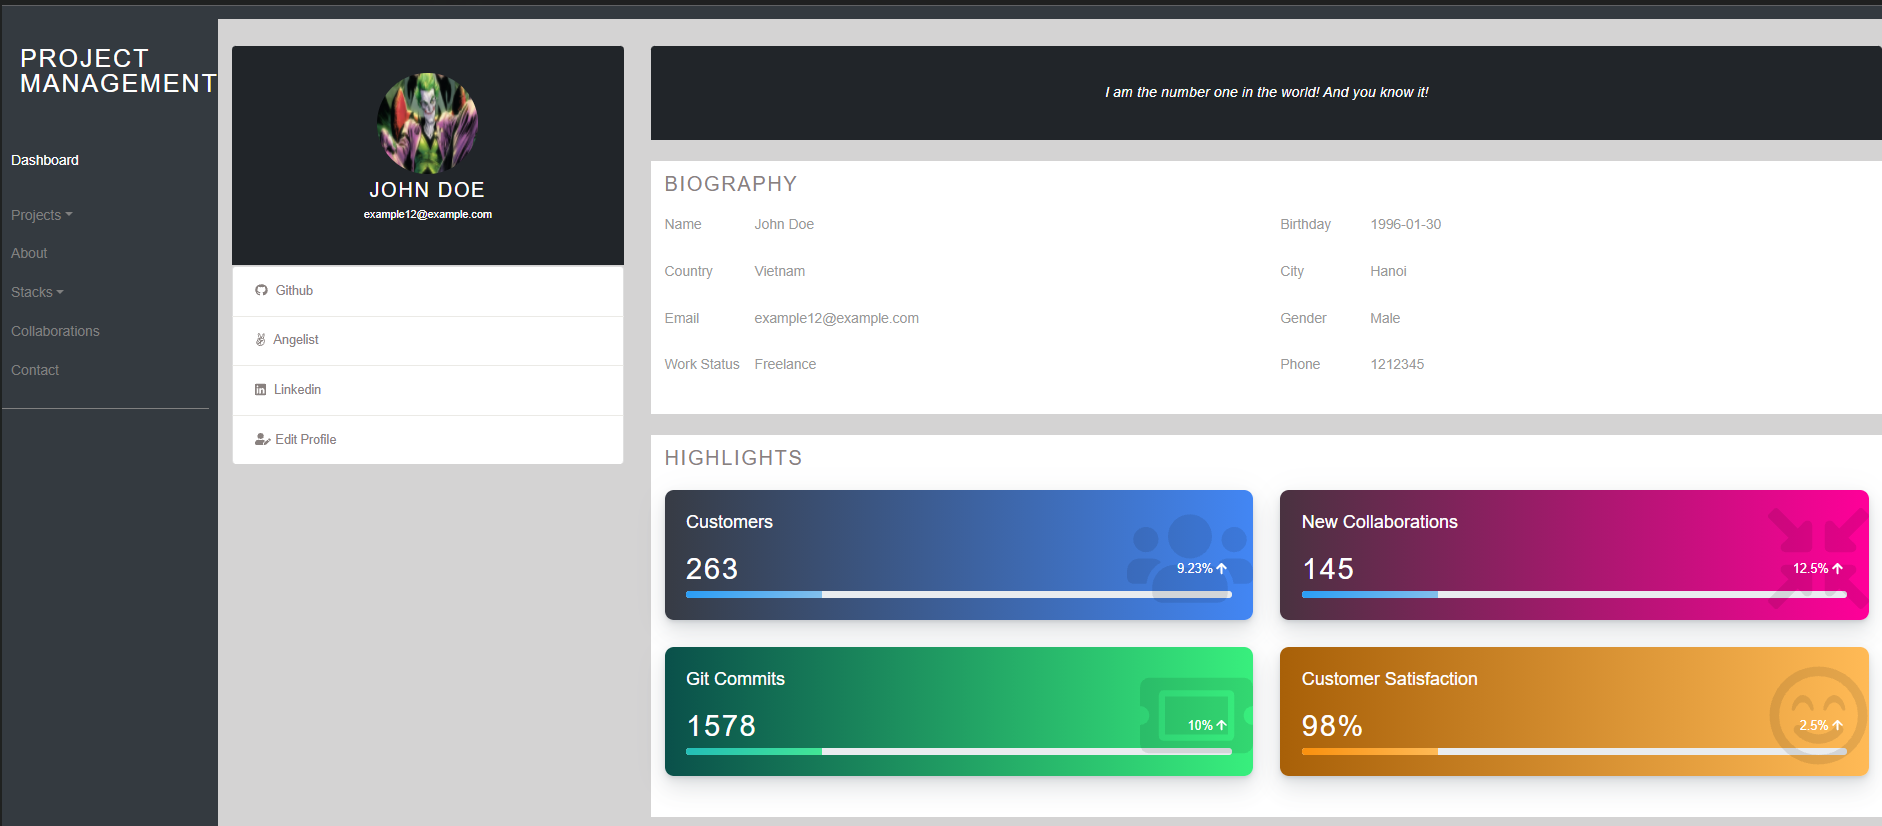 PROJECT
MANAGEMENT
Dashboard
Projects
About
Stacks
Collaborations
Contact
JOHN DOE
example12@example.com
Github
Angelist
Linkedin
Edit Profile
I am the number one in the world! And you know it!
BIOGRAPHY
Name John Doe Birthday 1996-01-30
Country Vietnam City Hanoi
Email example12@example.com Gender Male
Work Status Freelance Phone 1212345
HIGHLIGHTS
Customers
263 9.23%
New Collaborations
145 12.5%
Git Commits
1578 10%
Customer Satisfaction
98% 2.5%